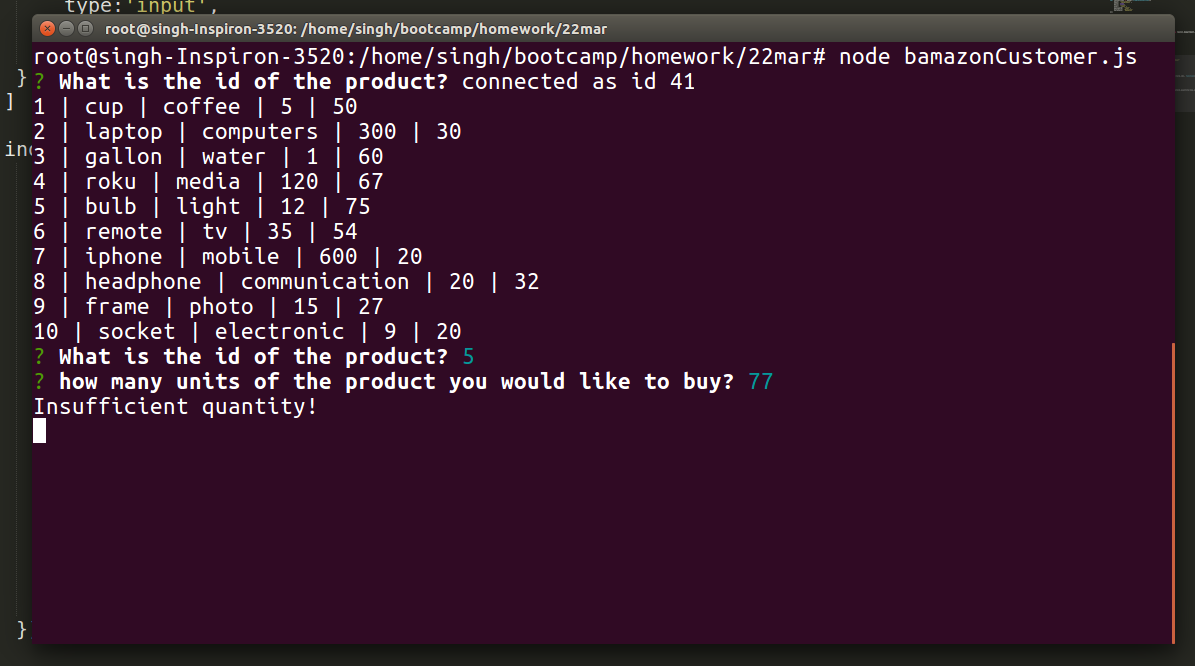 type:'input',
root@singh-Inspiron-3520: /home/singh/bootcamp/homework/22mar
root@singh-Inspiron-3520:/home/singh/bootcamp/homework/22mar# node bamazonCustomer.js
}
? What is the id of the product? connected as id 41
]
1 | cup | coffee | 5 | 50
2 | laptop | computers | 300 | 30
3 | gallon | water | 1 | 60
4 | roku | media | 120 | 67
5 | bulb | light | 12 | 75
6 | remote | tv | 35 | 54
7 | iphone | mobile | 600 | 20
8 | headphone | communication | 20 | 32
9 | frame | photo | 15 | 27
10 | socket | electronic | 9 | 20
? What is the id of the product? 5
? how many units of the product you would like to buy? 77
Insufficient quantity!
}